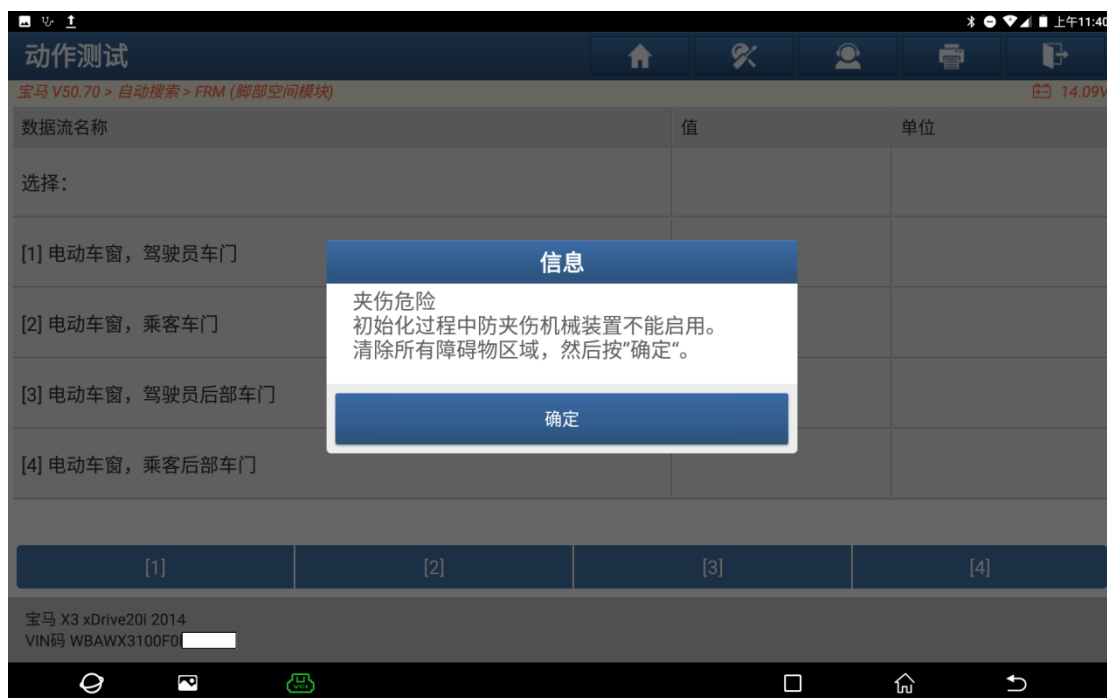 上午11:40
动作测试
宝马 V50.70 > 自动搜索 > FRM (脚部空间模块)
14.09V
数据流名称 值 单位
选择：
[1] 电动车窗，驾驶员车门
[2] 电动车窗，乘客车门
[3] 电动车窗，驾驶员后部车门
[4] 电动车窗，乘客后部车门
信息
夹伤危险
初始化过程中防夹伤机械装置不能启用。
清除所有障碍物区域，然后按”确定“。
确定
[1] [2] [3] [4]
宝马 X3 xDrive20i 2014
VIN码 WBAWX3100F0
VCI